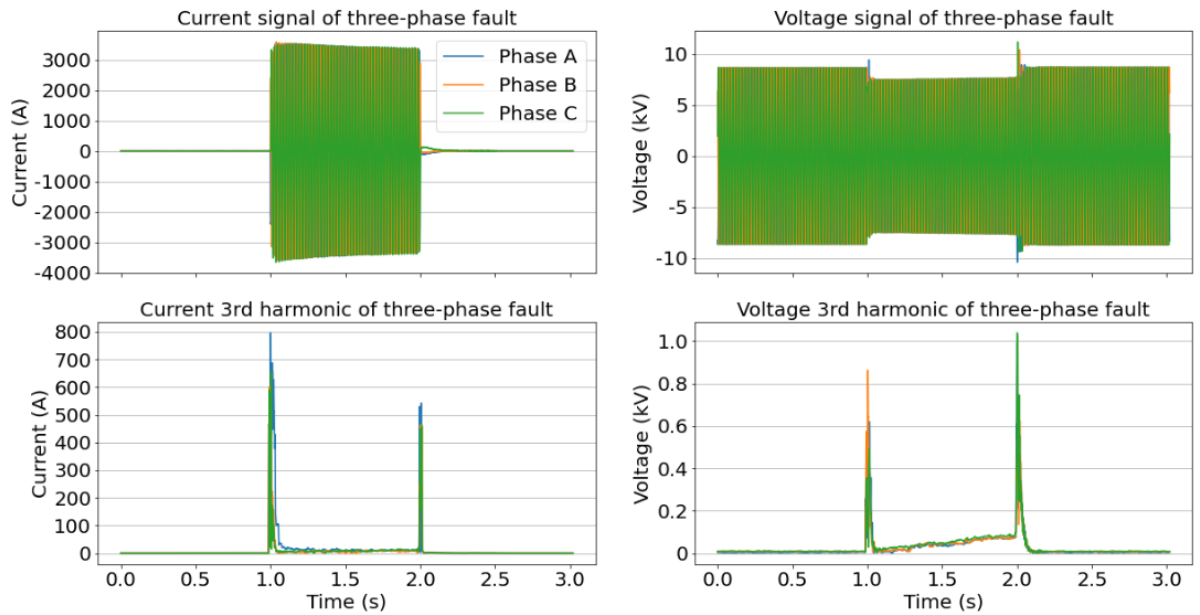 Current signal of three-phase fault
Current (A)
3000
2000
1000
0
-1000
-2000
-3000
-4000
Phase A
Phase B
Phase C
Voltage signal of three-phase fault
Voltage (kV)
10
5
0
-5
-10
Current 3rd harmonic of three-phase fault
Current (A)
800
700
600
500
400
300
200
100
0
0.0 0.5 1.0 1.5 2.0 2.5 3.0
Time (s)
Voltage 3rd harmonic of three-phase fault
Voltage (kV)
1.0
0.8
0.6
0.4
0.2
0
0.0 0.5 1.0 1.5 2.0 2.5 3.0
Time (s)